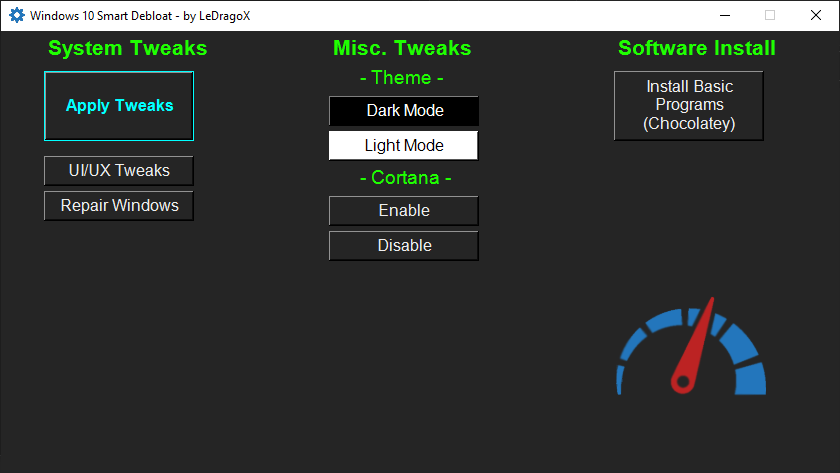 Windows 10 Smart Debloat - by LeDragoX
System Tweaks
Apply Tweaks
UI/UX Tweaks
Repair Windows
Misc. Tweaks
- Theme -
Dark Mode
Light Mode
- Cortana -
Enable
Disable
Software Install
Install Basic
Programs
(Chocolatey)